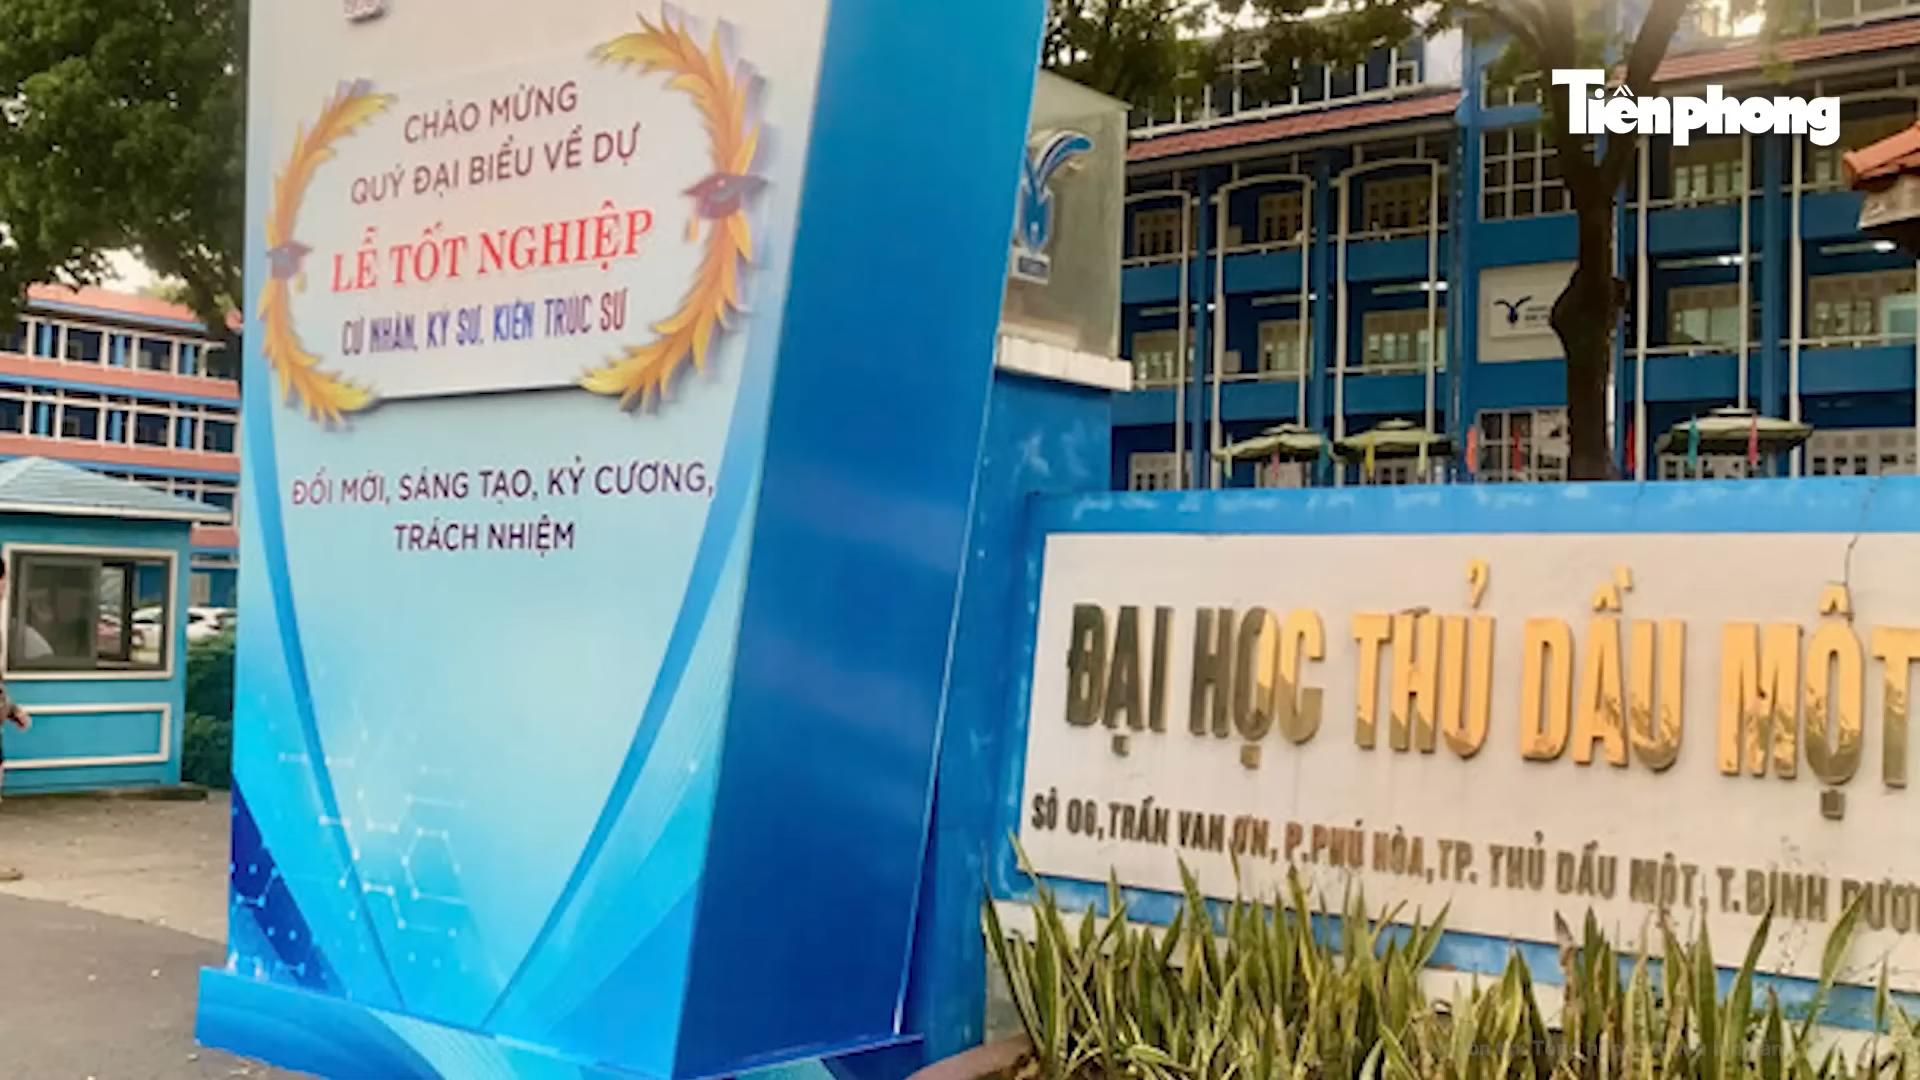 Tiền phong
CHÀO MỪNG
QUÝ ĐẠI BIỂU VỀ DỰ
LỄ TỐT NGHIỆP
CỬ NHÂN, KỸ SƯ, KIẾN TRÚC SƯ
ĐỔI MỚI, SÁNG TẠO, KỶ CƯƠNG,
TRÁCH NHIỆM
ĐẠI HỌC THỦ DẦU MỘT
SỐ 06, TRẦN VĂN ƠN, P.PHÚ HÒA, TP. THỦ DẦU MỘT, T.BÌNH DƯƠ